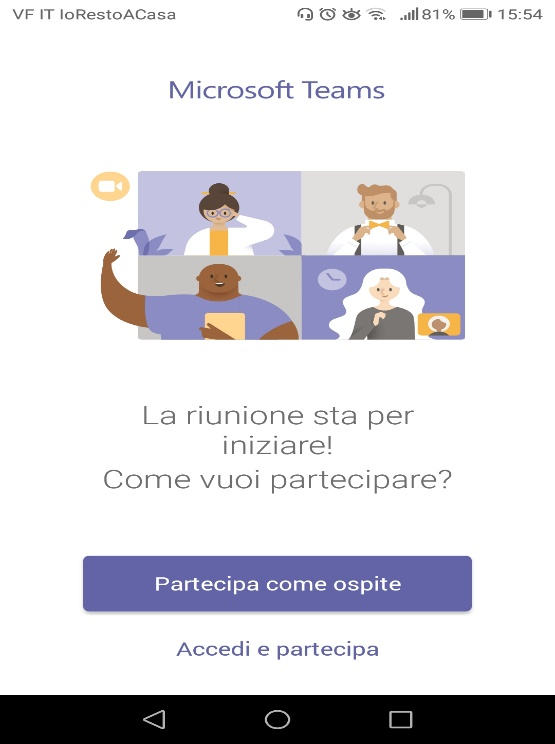 VF IT IoRestoACasa 81% 15:54
Microsoft Teams
La riunione sta per
iniziare!
Come vuoi partecipare?
Partecipa come ospite
Accedi e partecipa